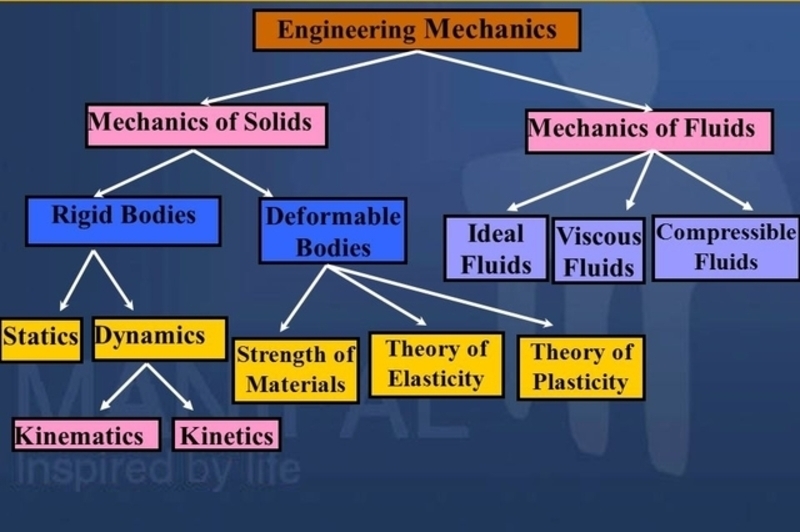 Engineering Mechanics
Mechanics of Solids
Mechanics of Fluids
Rigid Bodies
Deformable
Bodies
Ideal
Fluids
Viscous
Fluids
Compressible
Fluids
Statics
Dynamics
Strength of
Materials
Theory of
Elasticity
Theory of
Plasticity
Kinematics
Kinetics
MANIPAL
Inspired by life